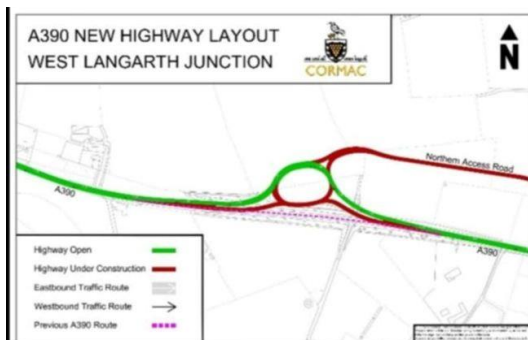 A390 NEW HIGHWAY LAYOUT
WEST LANGARTH JUNCTION
CORMAC
N
Northern Access Road
A390
A390
Highway Open
Highway Under Construction
Eastbound Traffic Route
Westbound Traffic Route
Previous A390 Route